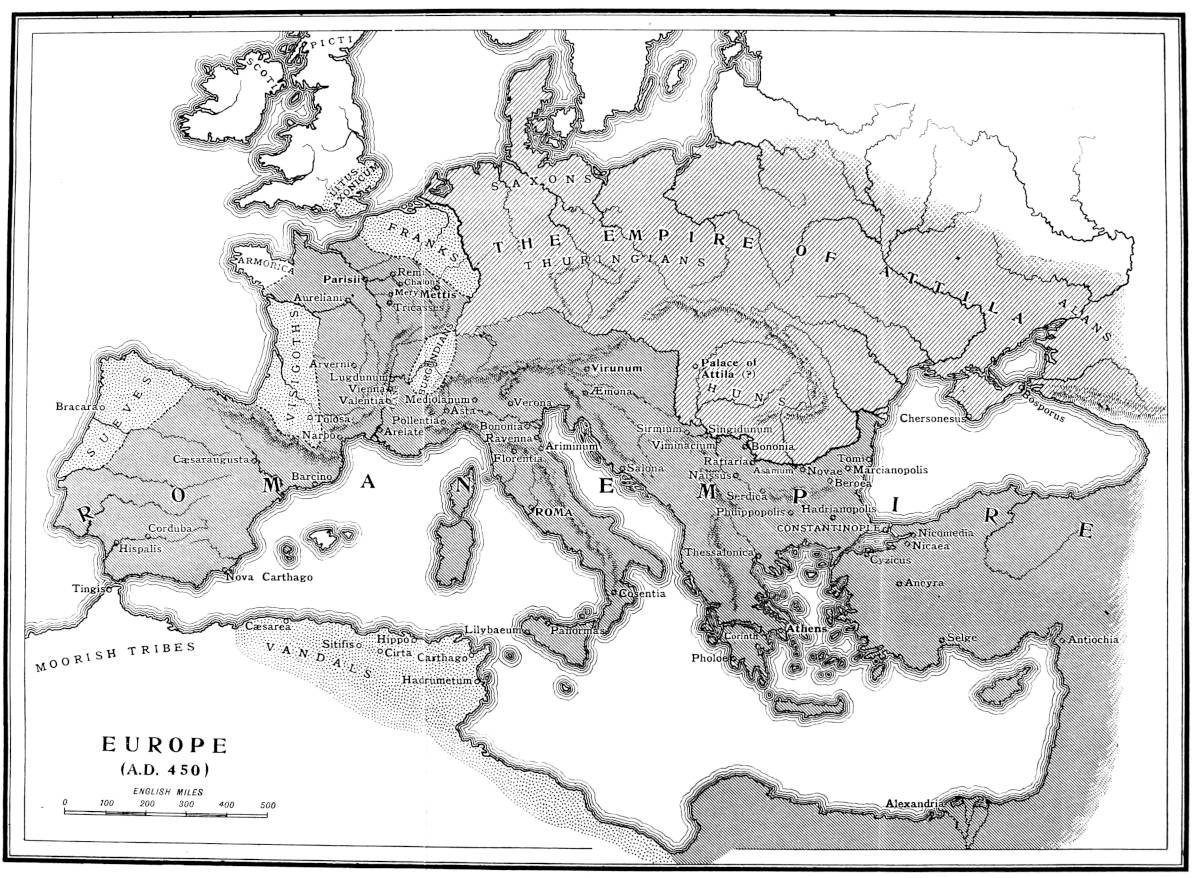 PICTI
SCOTI
LITUS
SAXONICUM
SAXONS
FRANKS
THE EMPIRE OF ATTILA
THURINGIANS
ARMORICA
Parisii
Remi
Chalons
Mery
Mettis
Aureliani
Tricasses
ALANS
VISIGOTHS
BURGUNDIANS
Arverni
Lugdunum
Vienna
Valentia
Virunum
Palace of
Attila (?)
HUNS
Æmona
Mediolanum
Asta
Verona
SUEVES
Bracara
Tolosa
Pollentia
Arelate
Narbo
Bononia
Ravenna
Ariminum
Florentia
Sirmium
Singidunum
Viminacium
Bononia
Chersonesus
Bosporus
Cæsaraugusta
Barcino
Salona
Ratiaria
Naissus
Asamum
Novae
Tomi
Marcianopolis
Beroea
ROMAN EMPIRE
Serdica
Philippopolis
Hadrianopolis
CONSTANTINOPLE
ROMA
Corduba
Hispalis
Nicomedia
Nicaea
Thessalonica
Cyzicus
Ancyra
Tingis
Nova Carthago
Cosentia
Cæsarea
Lilybaeum
Panormas
Athens
Corinth
Selge
Antiochia
MOORISH TRIBES
VANDALS
Sitifis
Hippo
Cirta
Carthago
Pholoe
Hadrumetum
EUROPE
(A.D. 450)
ENGLISH MILES
0 100 200 300 400 500
Alexandria